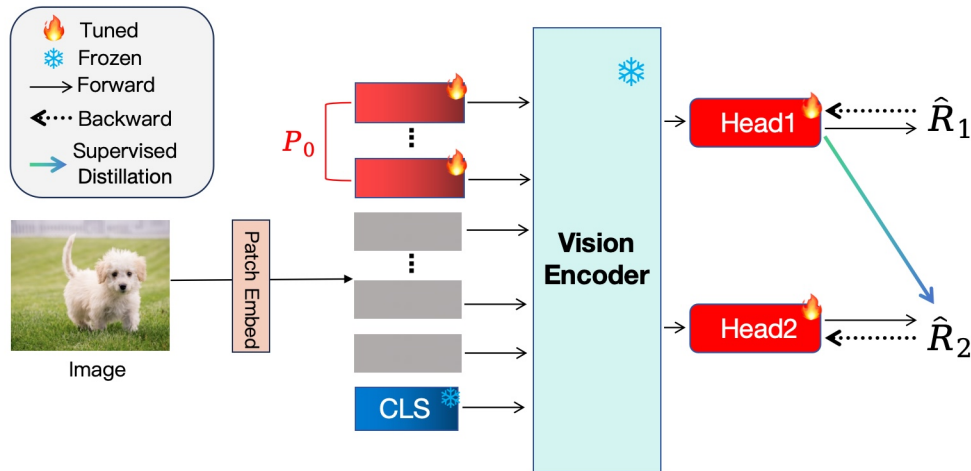 Tuned
Frozen
Forward
Backward
Supervised
Distillation
Image
Patch Embed
P₀
CLS
Vision
Encoder
Head1
Head2
R̂₁
R̂₂